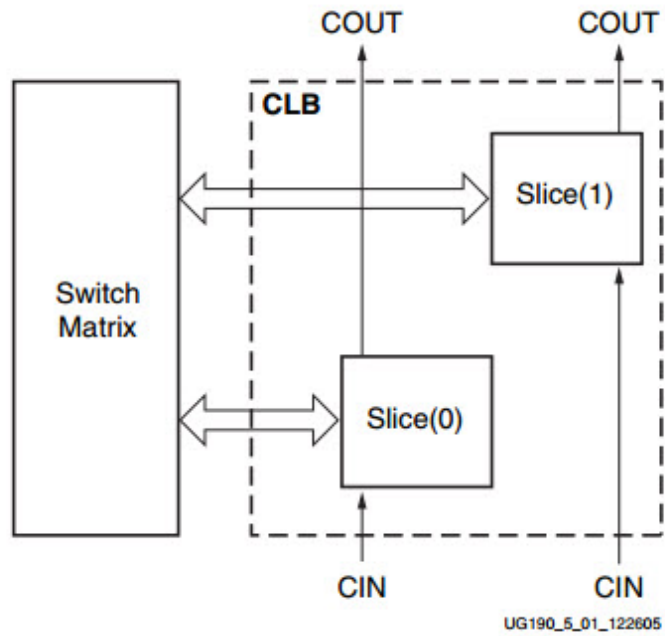 COUT
COUT
CLB
Slice(1)
Switch
Matrix
Slice(0)
CIN
CIN
UG190_5_01_122605